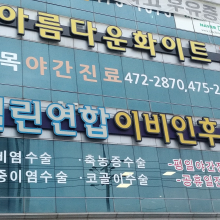 아름다운화이트
목 야간진료 472-2870, 475-2
린연합이비인후
비염수술 · 축농증수술 - 평일야간진
중이염수술 · 코골이수술 - 공휴일진